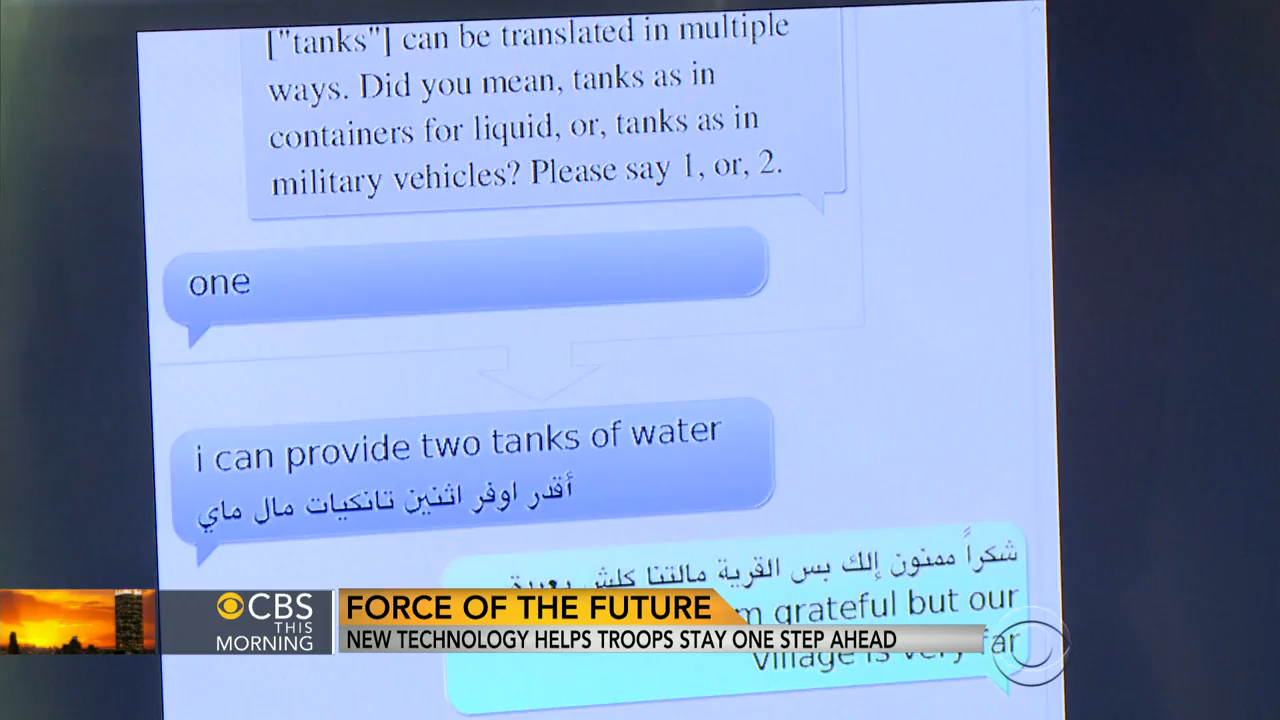 ["tanks"] can be translated in multiple
ways. Did you mean, tanks as in
containers for liquid, or, tanks as in
military vehicles? Please say 1, or, 2.
one
i can provide two tanks of water
أقدر اوفر اثنين تانكيات مال ماي
شكراً ممنون إلك بس القرية مالتنا كلش بعيدة
grateful but our
village is very far
CBS
THIS
MORNING
FORCE OF THE FUTURE
NEW TECHNOLOGY HELPS TROOPS STAY ONE STEP AHEAD